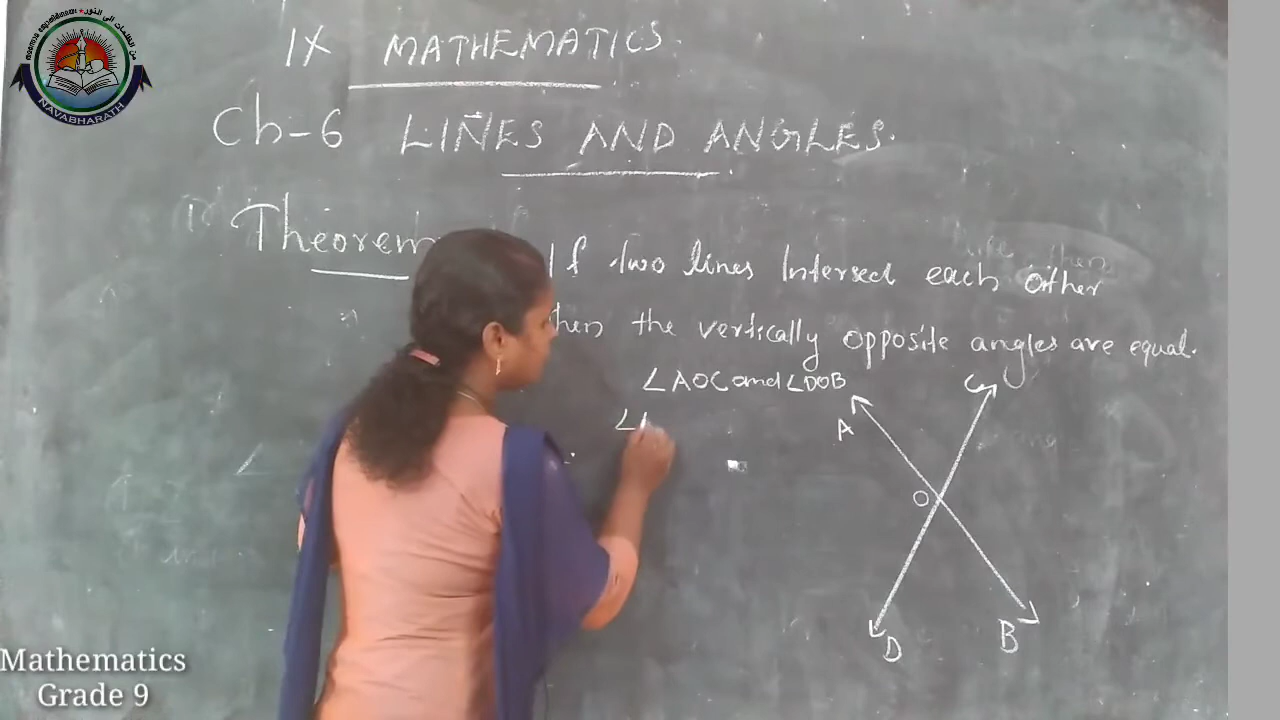 NAVABHARATH
IX MATHEMATICS.
Ch-6 LINES AND ANGLES.
Theorem If two lines Intersect each other
then the vertically opposite angles are equal.
∠AOC and ∠DOB
∠
A
C
O
D
B
Mathematics
Grade 9